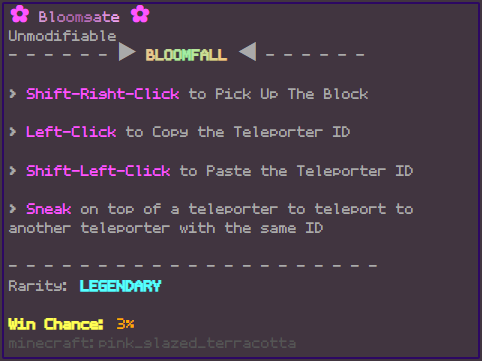 ✿ Bloomgate ✿
Unmodifiable
- - - - - - ▶ BLOOMFALL ◀ - - - - - -
> Shift-Right-Click to Pick Up The Block
> Left-Click to Copy the Teleporter ID
> Shift-Left-Click to Paste the Teleporter ID
> Sneak on top of a teleporter to teleport to
another teleporter with the same ID
- - - - - - - - - - - - - - - - - - - - -
Rarity: LEGENDARY
Win Chance: 3%
minecraft:pink_glazed_terracotta